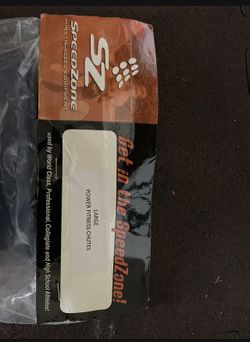 SZ
SPEEDZONE
Get in the SpeedZone!
LARGE
POWER FITNESS CHUTES
used by World Class, Professional, Collegiate and High School Athletes!